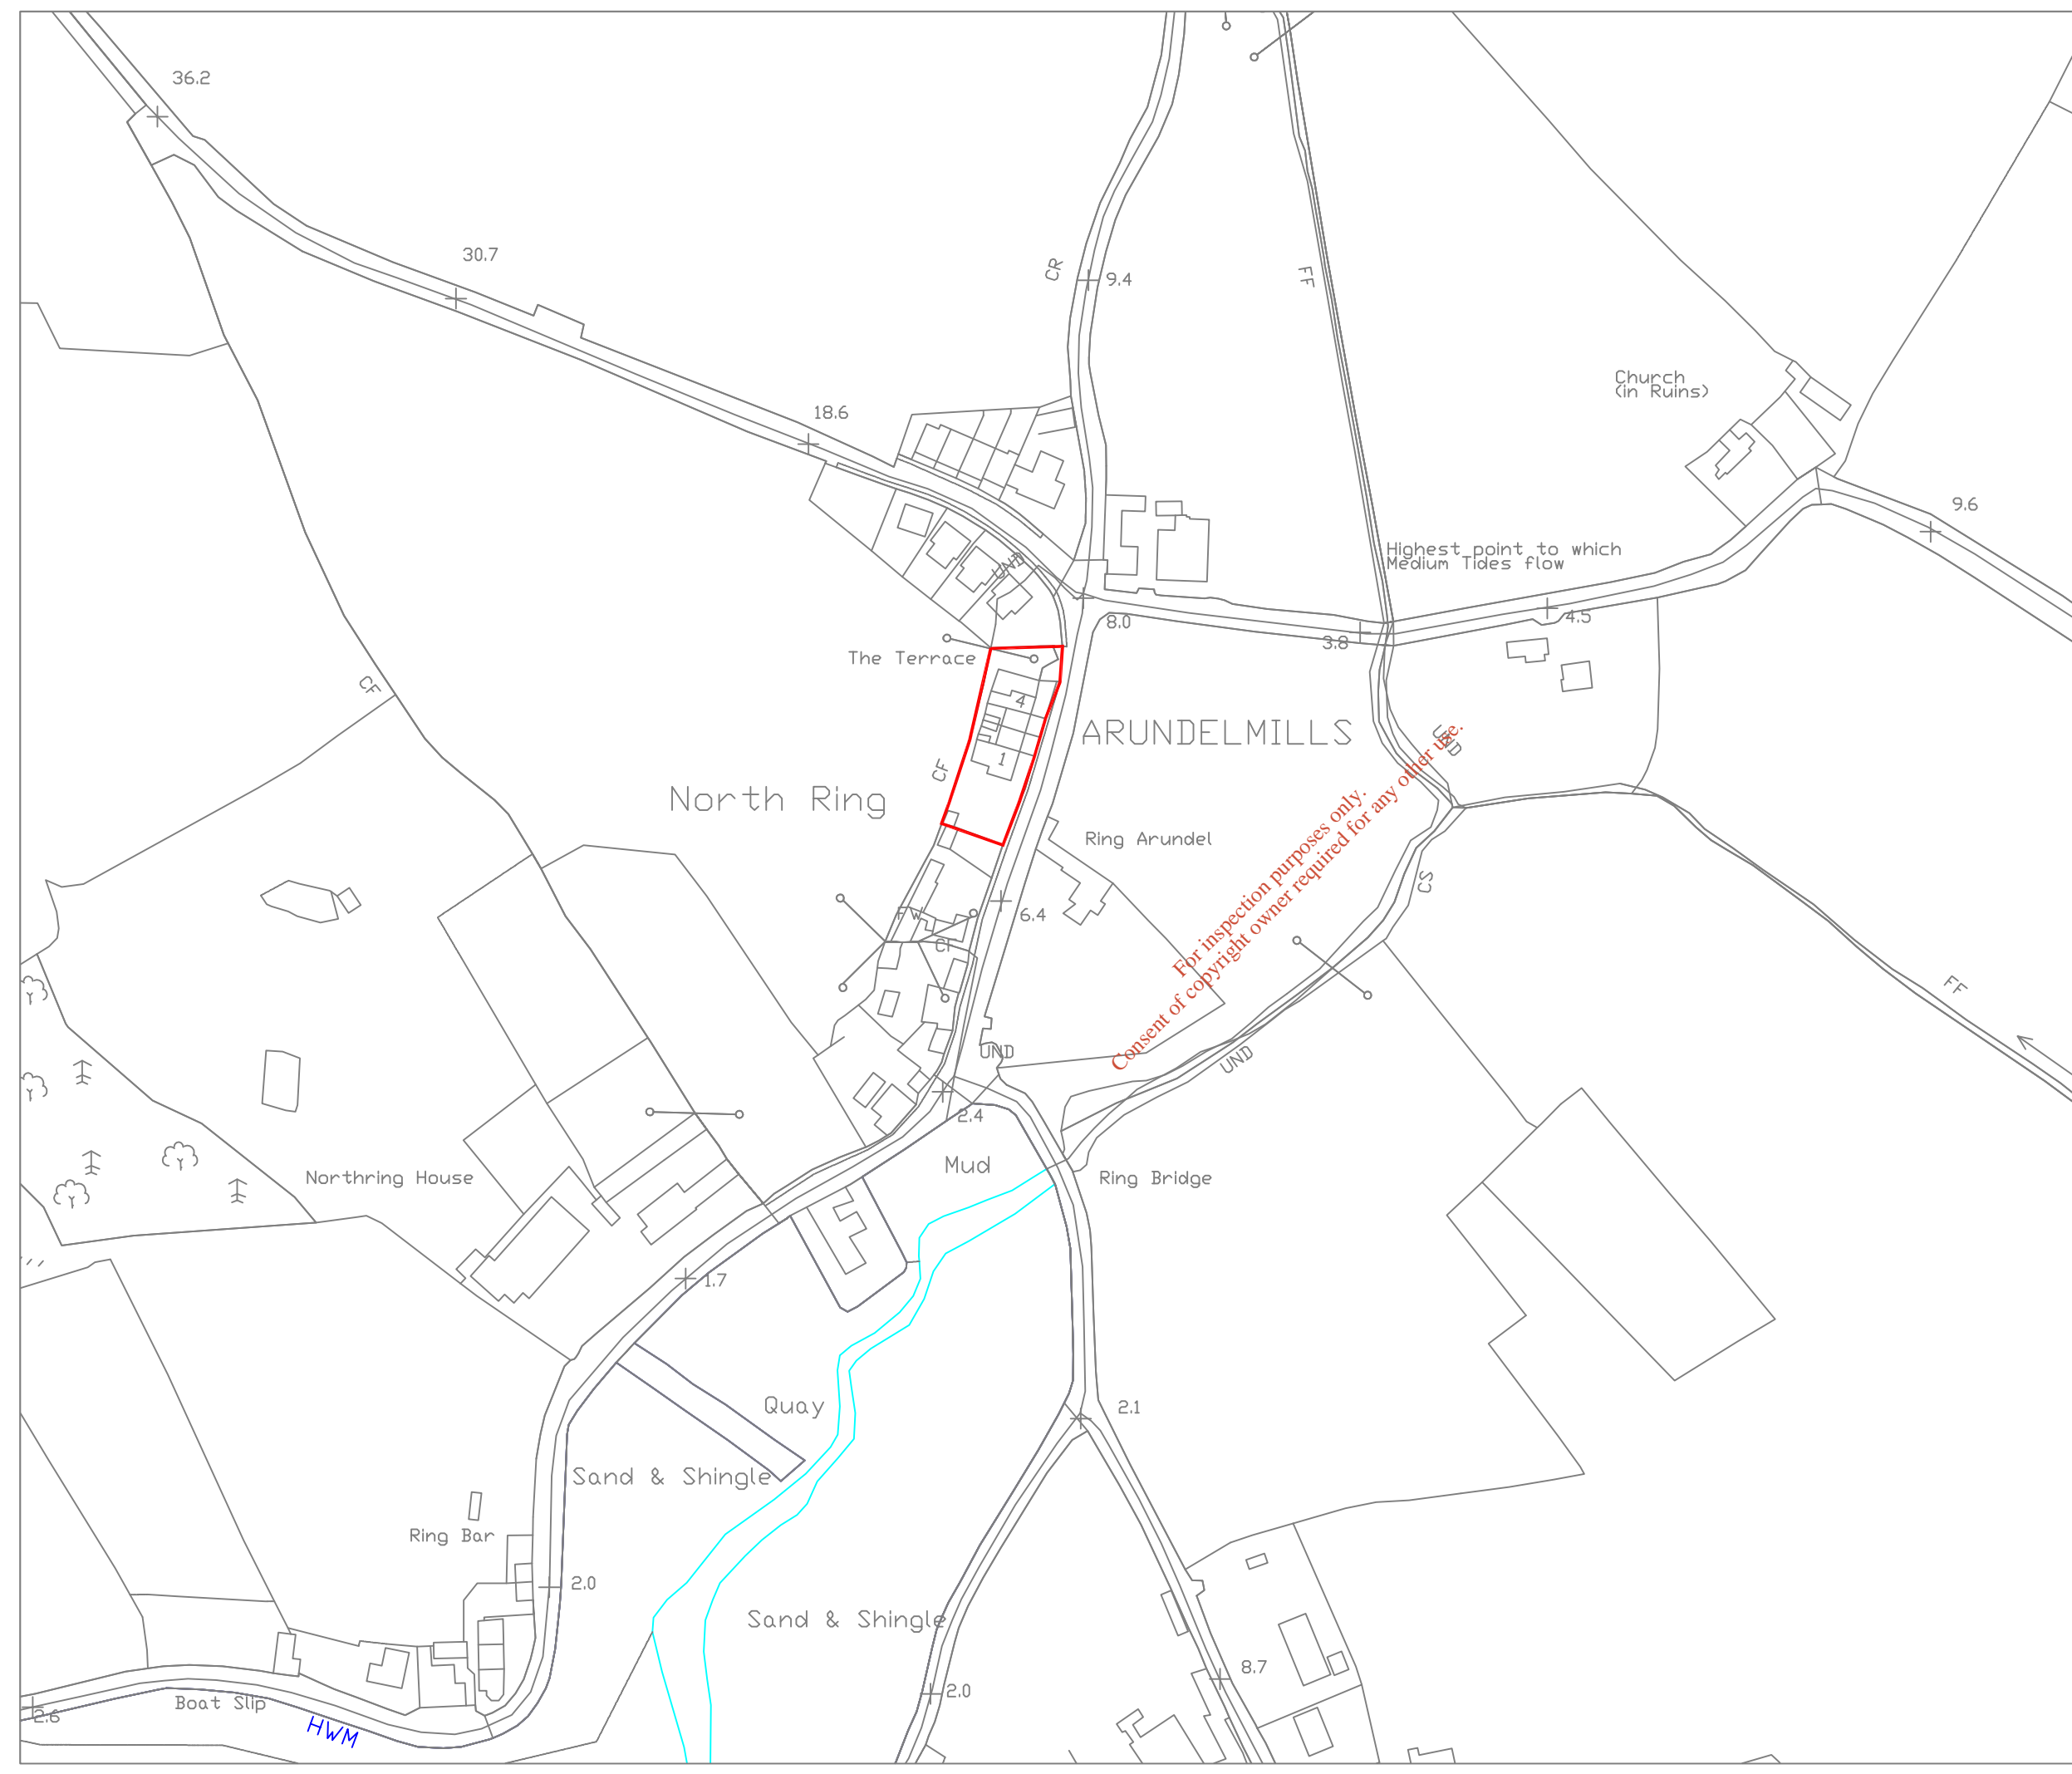 36.2
30.7
CR
9.4
FF
Church
(in Ruins)
18.6
9.6
Highest point to which
Medium Tides flow
UND
8.0
3.8
4.5
The Terrace
CF
4
ARUNDELMILLS
UND
1
CF
North Ring
Ring Arundel
For inspection purposes only.
Consent of copyright owner required for any other use.
CS
FW
6.4
CF
FF
UND
UND
2.4
Mud
Northring House
Ring Bridge
1.7
Quay
2.1
Sand & Shingle
Ring Bar
2.0
Sand & Shingle
8.7
2.0
Boat Slip
2.6
HWM